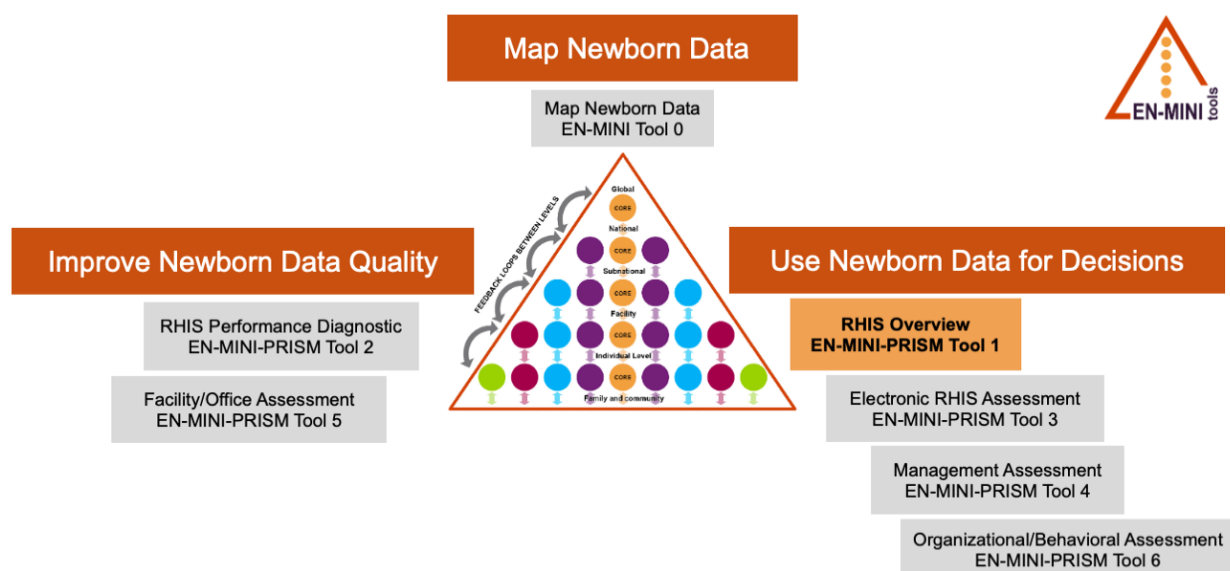 Map Newborn Data
Map Newborn Data
EN-MINI Tool 0
EN-MINI
tools
Improve Newborn Data Quality
RHIS Performance Diagnostic
EN-MINI-PRISM Tool 2
Facility/Office Assessment
EN-MINI-PRISM Tool 5
FEEDBACK LOOPS BETWEEN LEVELS
Global
CORE
National
CORE
Subnational
CORE
Facility
CORE
Individual Level
CORE
Family and community
Use Newborn Data for Decisions
RHIS Overview
EN-MINI-PRISM Tool 1
Electronic RHIS Assessment
EN-MINI-PRISM Tool 3
Management Assessment
EN-MINI-PRISM Tool 4
Organizational/Behavioral Assessment
EN-MINI-PRISM Tool 6